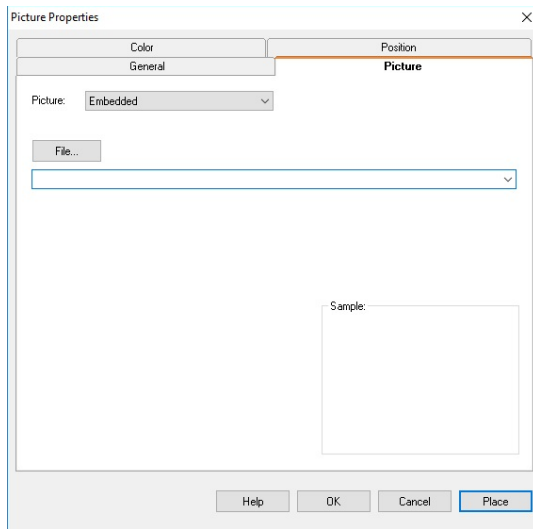 Picture Properties
Color Position
General Picture
Picture: Embedded
File...
Sample:
Help OK Cancel Place